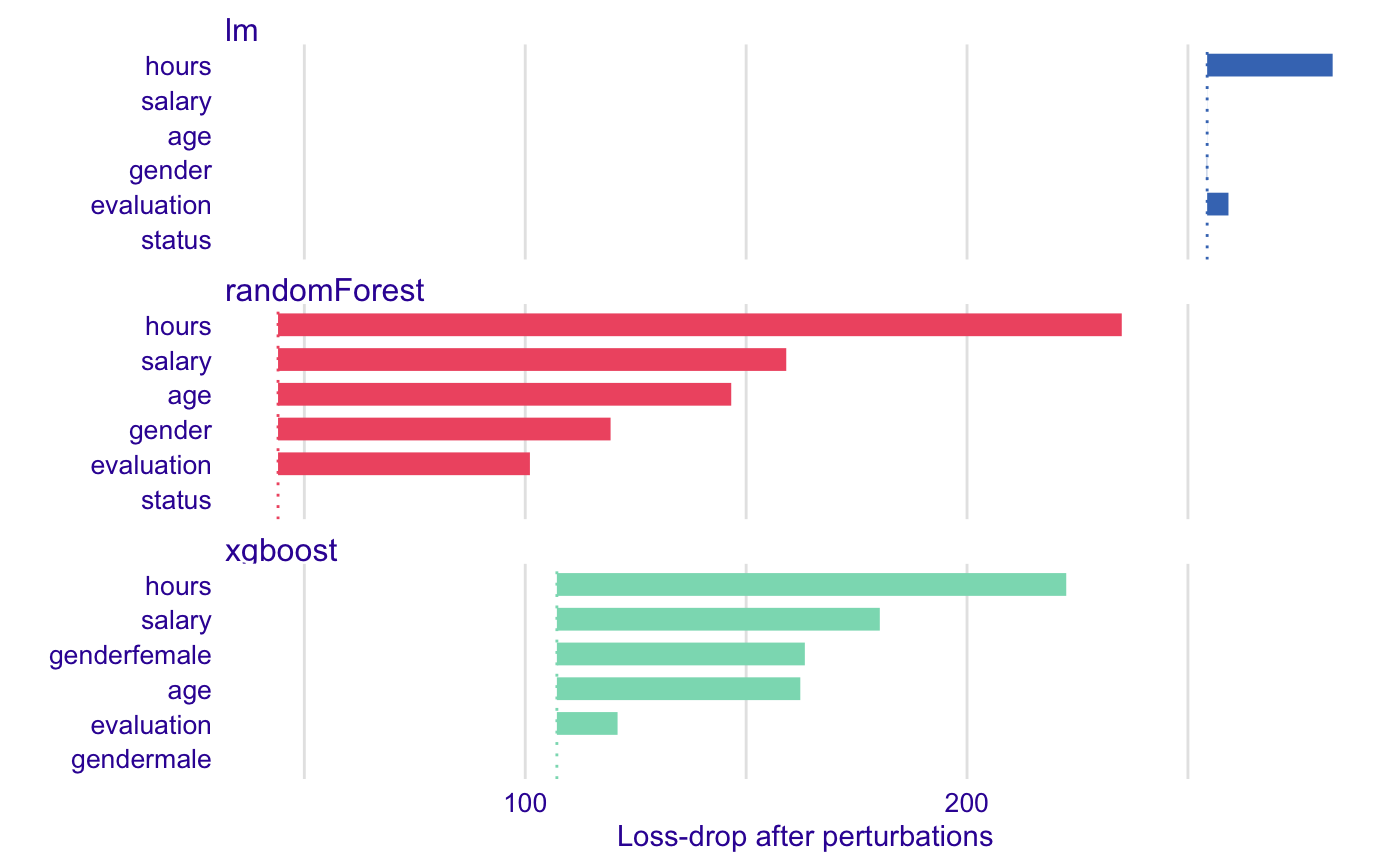 lm
hours
salary
age
gender
evaluation
status
randomForest
hours
salary
age
gender
evaluation
status
xgboost
hours
salary
genderfemale
age
evaluation
gendermale
100 200
Loss-drop after perturbations